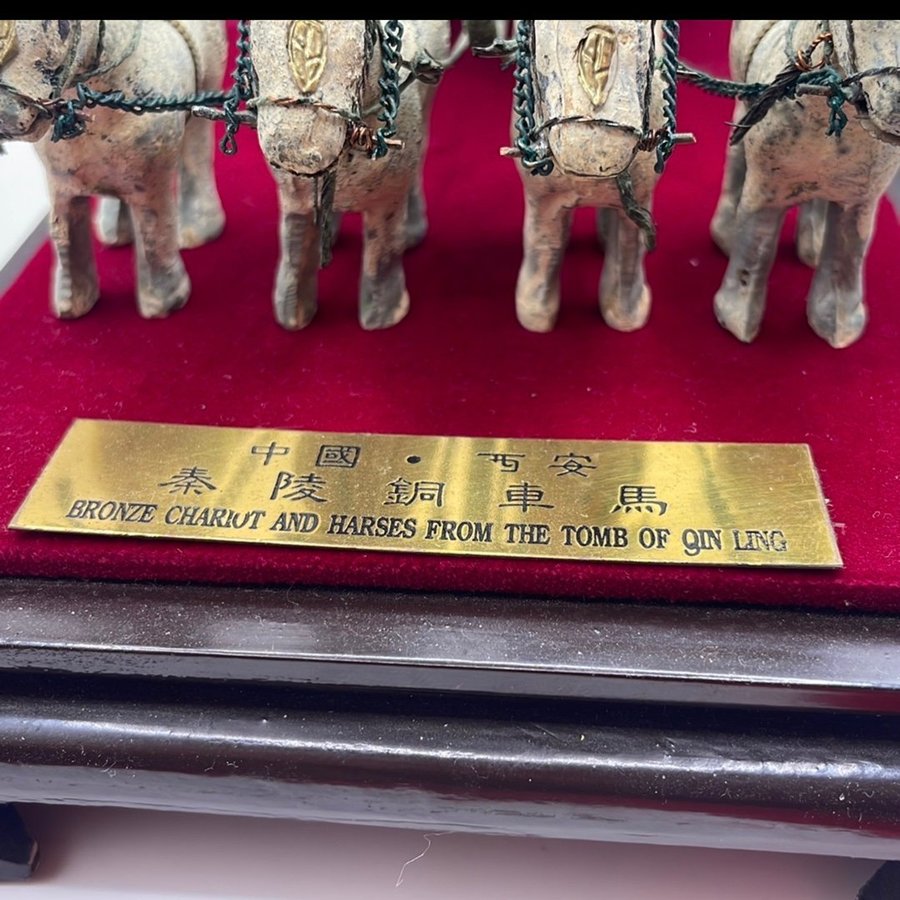 中國・西安
秦陵銅車馬
BRONZE CHARIOT AND HARSES FROM THE TOMB OF QIN LING